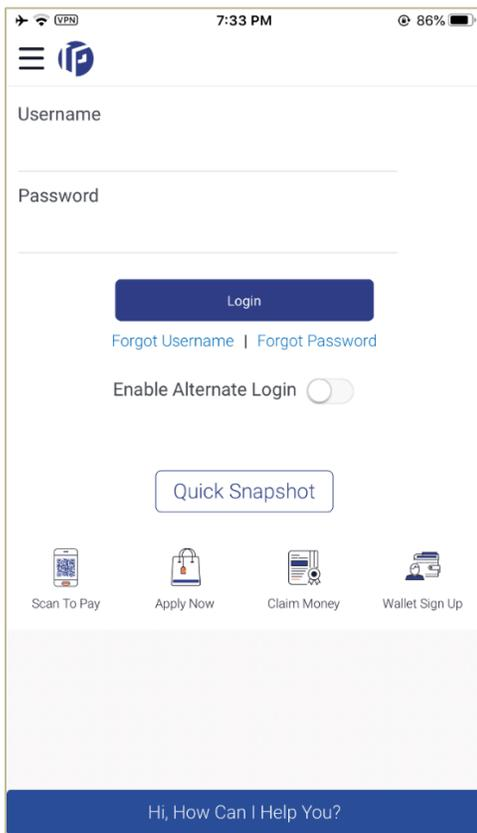 VPN 7:33 PM 86%
Username
Password
Login
Forgot Username | Forgot Password
Enable Alternate Login
Quick Snapshot
Scan To Pay Apply Now Claim Money Wallet Sign Up
Hi, How Can I Help You?